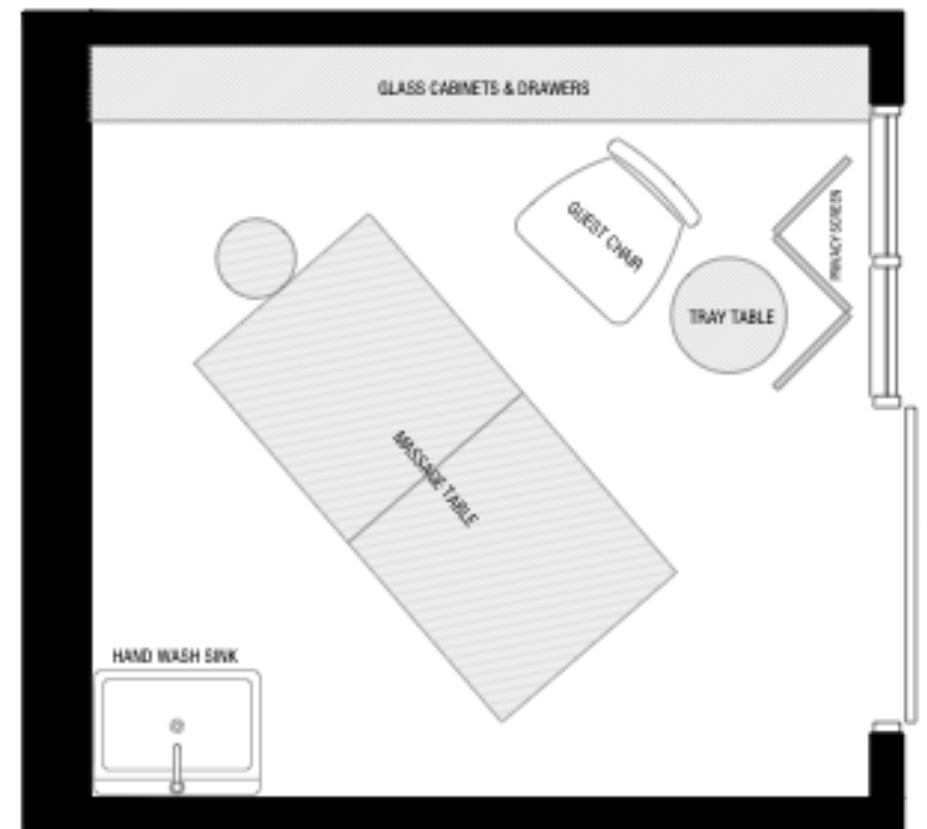 GLASS CABINETS & DRAWERS
GUEST CHAIR
PRIVACY SCREEN
TRAY TABLE
MASSAGE TABLE
HAND WASH SINK